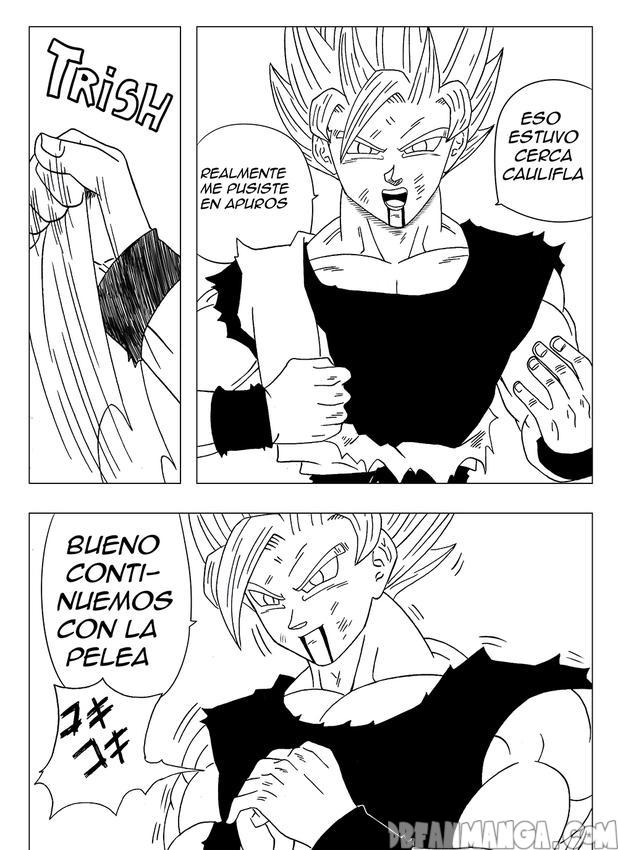 TRISH
ESO
ESTUVO
CERCA
CAULIFLA
REALMENTE
ME PUSISTE
EN APUROS
BUENO
CONTI-
NUEMOS
CON LA
PELEA
コキ
コキ
DREANMANGA.COM